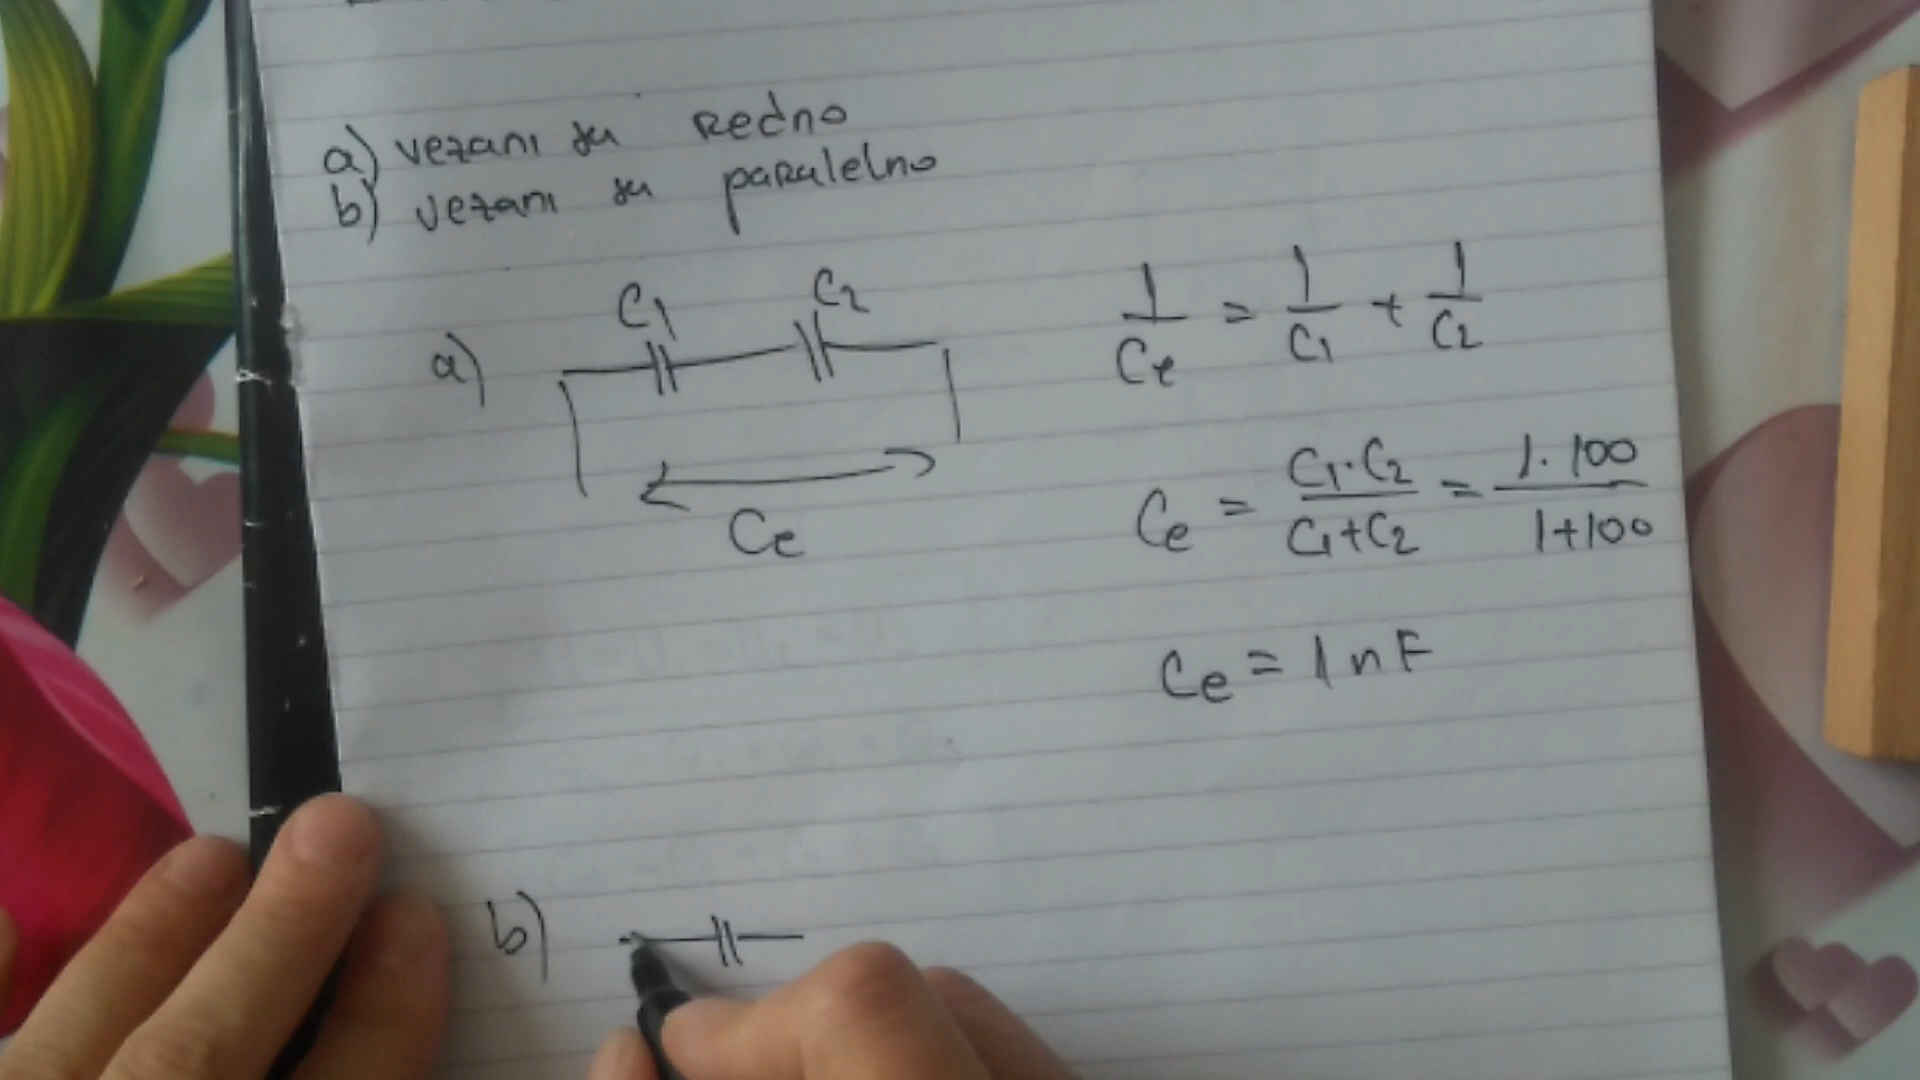 a) vezani su Redno
b) vezani su paRalelno
C1 C2
a)
Ce
1/Ce = 1/C1 + 1/C2
Ce = C1·C2/C1+C2 = 1·100/1+100
Ce = 1 nF
b)